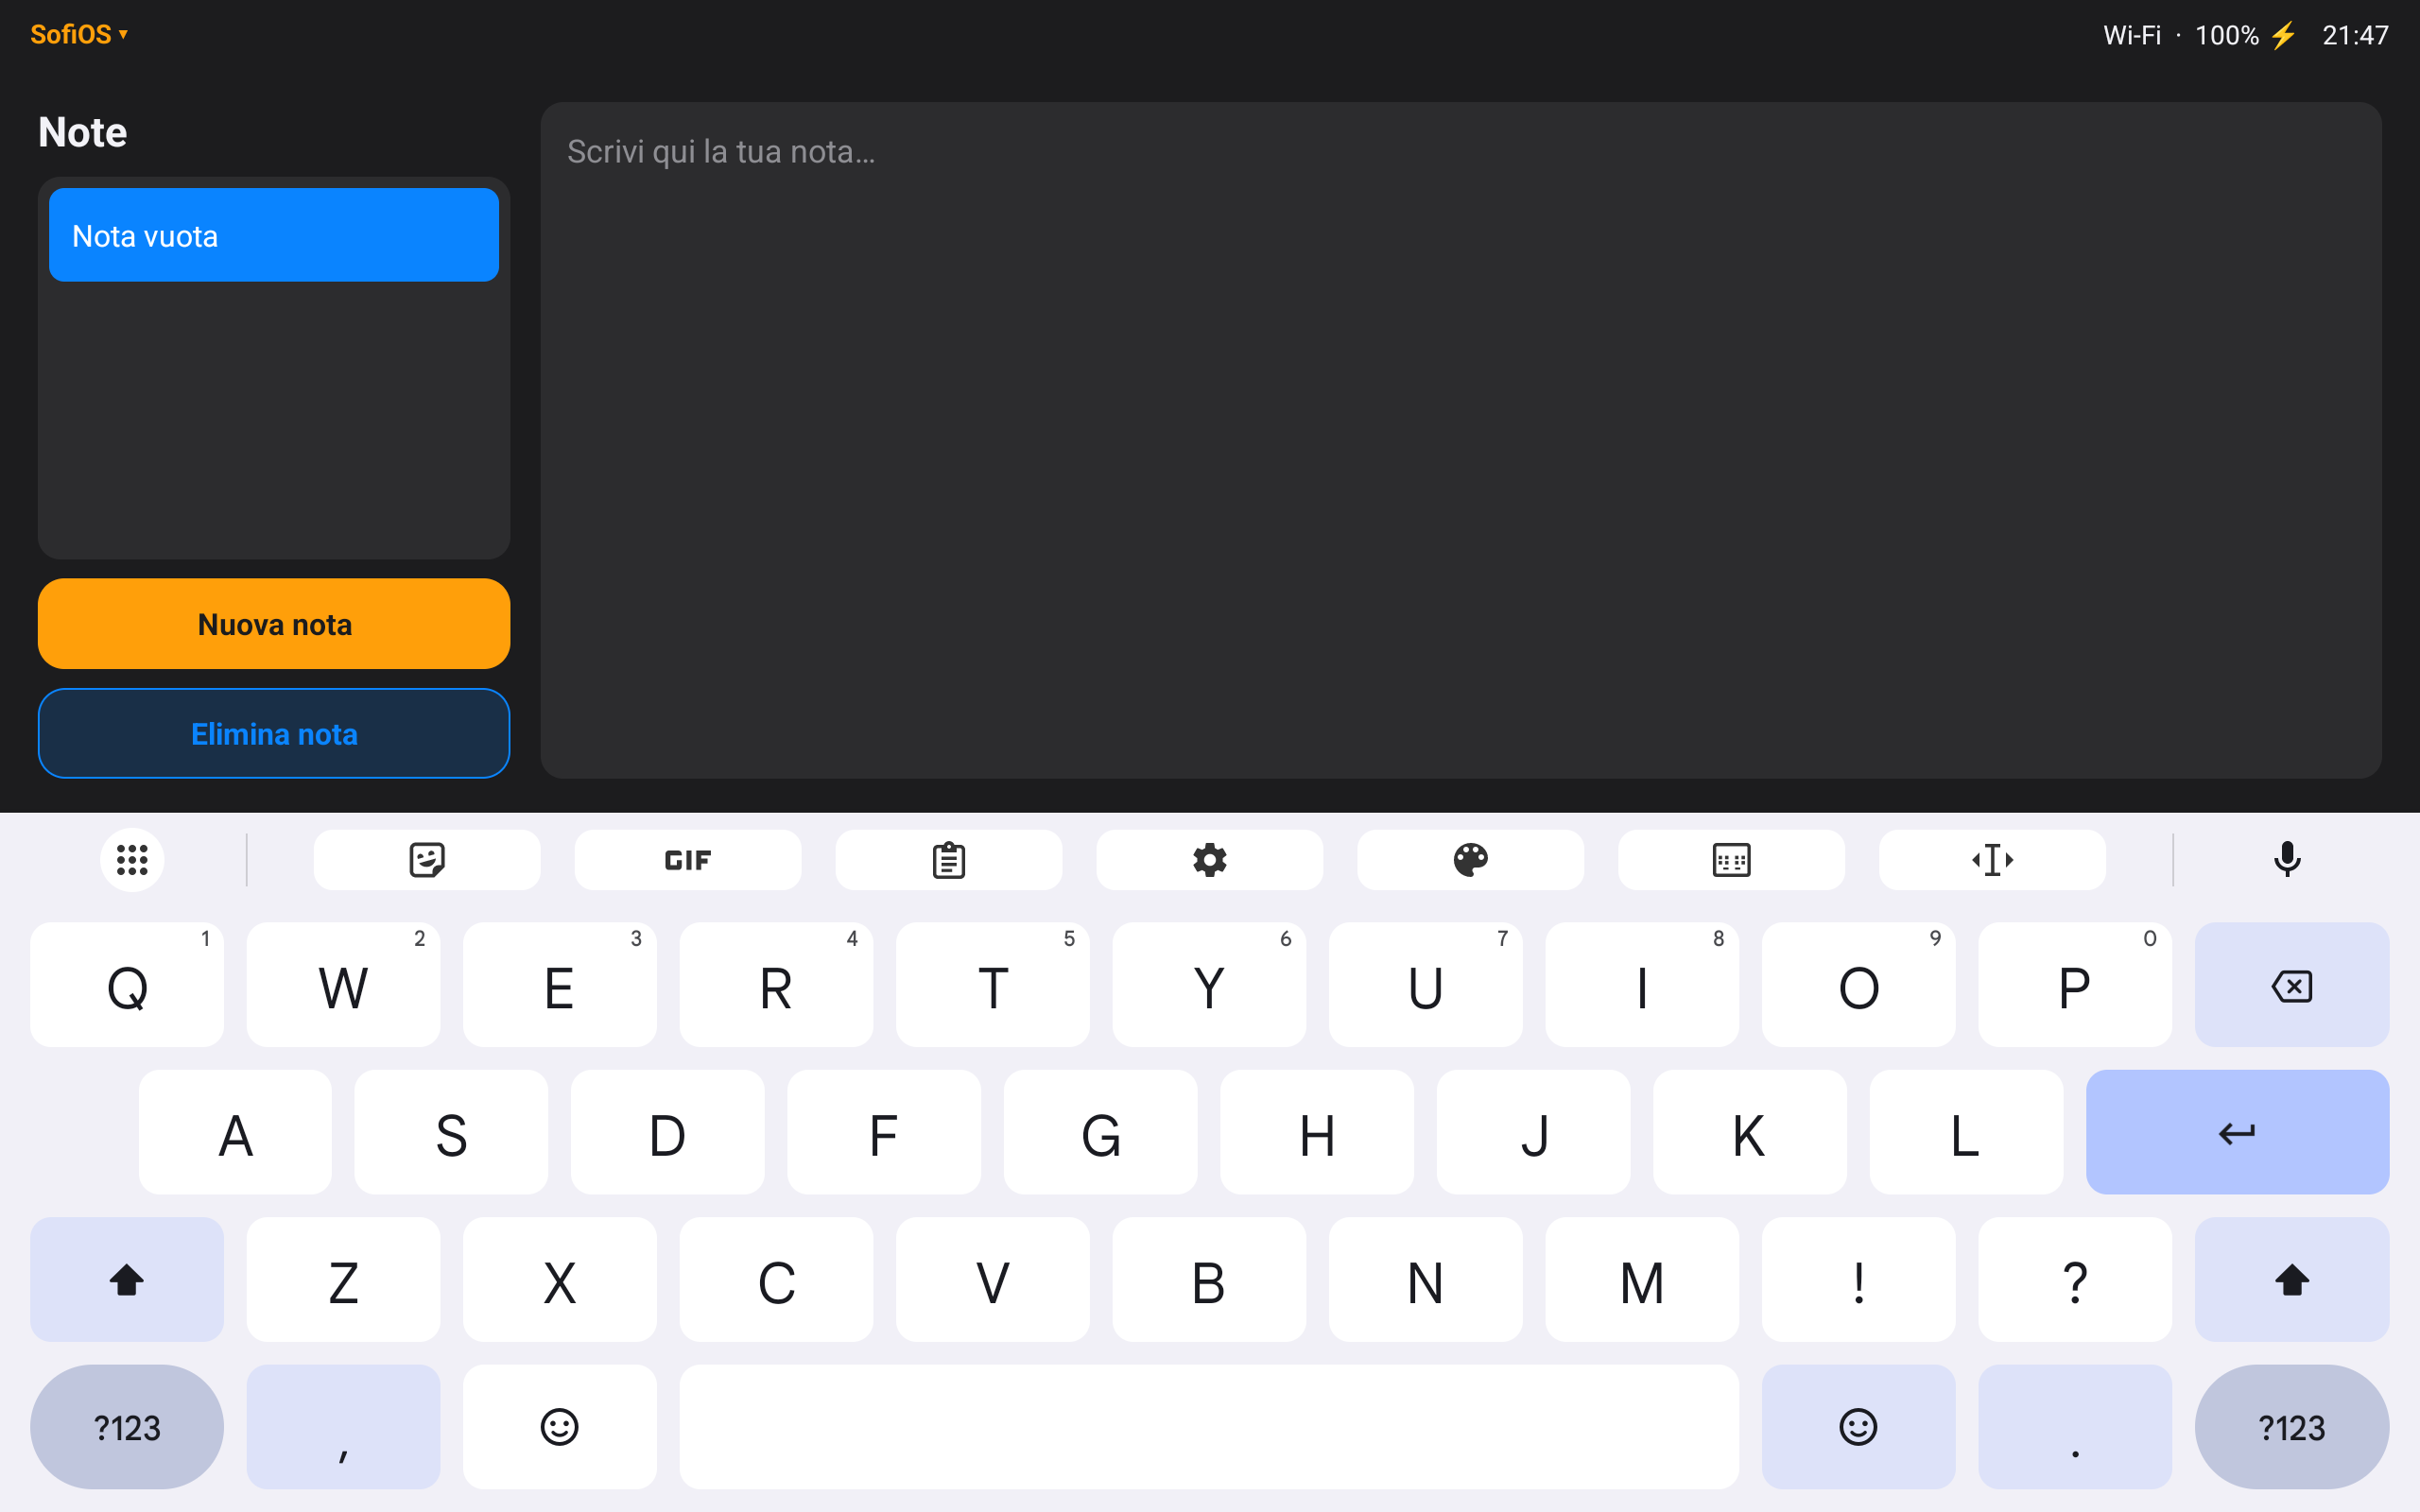 SofiOS ▾
Wi-Fi · 100% ⚡ 21:47
Note
Scrivi qui la tua nota...
Nota vuota
Nuova nota
Elimina nota
GIF
Q 1 W 2 E 3 R 4 T 5 Y 6 U 7 I 8 O 9 P 0
A S D F G H J K L
Z X C V B N M ! ?
?123 , . ?123